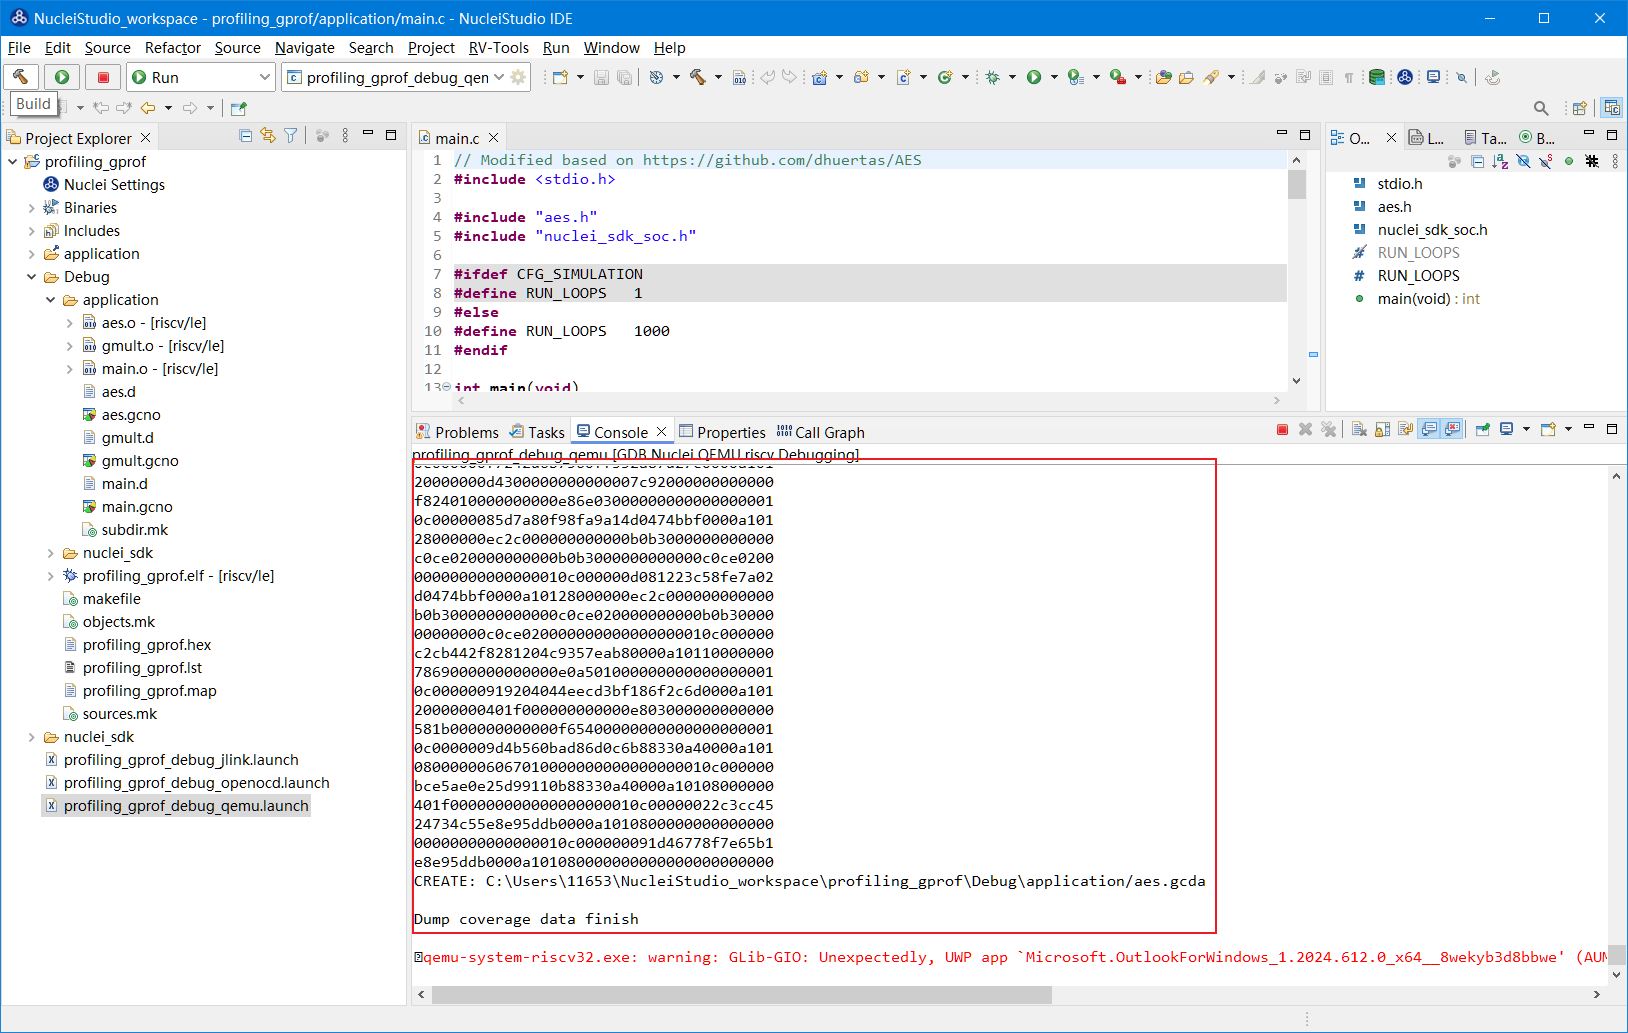 NucleiStudio_workspace - profiling_gprof/application/main.c - NucleiStudio IDE
File Edit Source Refactor Source Navigate Search Project RV-Tools Run Window Help
Run
profiling_gprof_debug_qem
Build
Project Explorer
profiling_gprof
Nuclei Settings
Binaries
Includes
application
Debug
application
aes.o - [riscv/le]
gmult.o - [riscv/le]
main.o - [riscv/le]
aes.d
aes.gcno
gmult.d
gmult.gcno
main.d
main.gcno
subdir.mk
nuclei_sdk
profiling_gprof.elf - [riscv/le]
makefile
objects.mk
profiling_gprof.hex
profiling_gprof.lst
profiling_gprof.map
sources.mk
nuclei_sdk
profiling_gprof_debug_jlink.launch
profiling_gprof_debug_openocd.launch
profiling_gprof_debug_qemu.launch
main.c
1 // Modified based on https://github.com/dhuertas/AES
2 #include <stdio.h>
3
4 #include "aes.h"
5 #include "nuclei_sdk_soc.h"
6
7 #ifdef CFG_SIMULATION
8 #define RUN_LOOPS 1
9 #else
10 #define RUN_LOOPS 1000
11 #endif
12
13 int main(void)
O... L... Ta... B...
stdio.h
aes.h
nuclei_sdk_soc.h
RUN_LOOPS
RUN_LOOPS
main(void) : int
Problems Tasks Console Properties Call Graph
profiling_gprof_debug_qemu [GDB Nuclei QEMU riscv Debugging]
20000000d4300000000000007c92000000000000
f824010000000000e86e03000000000000000001
0c00000085d7a80f98fa9a14d0474bbf0000a101
28000000ec2c000000000000b0b3000000000000
c0ce020000000000b0b3000000000000c0ce0200
00000000000000010c000000d081223c58fe7a02
d0474bbf0000a10128000000ec2c000000000000
b0b3000000000000c0ce020000000000b0b30000
00000000c0ce020000000000000000010c000000
c2cb442f8281204c9357eab80000a10110000000
7869000000000000e0a501000000000000000001
0c000000919204044eecd3bf186f2c6d0000a101
20000000401f000000000000e803000000000000
581b000000000000f65400000000000000000001
0c0000009d4b560bad86d0c6b88330a40000a101
080000006067010000000000000000010c000000
bce5ae0e25d99110b88330a40000a10108000000
401f00000000000000000001​0c00000022c3cc45
24734c55e8e95ddb0000a1010800000000000000
00000000000000010c000000091d46778f7e65b1
e8e95ddb0000a101080000000000000000000000
CREATE: C:\Users\11653\NucleiStudio_workspace\profiling_gprof\Debug\application/aes.gcda
Dump coverage data finish
qemu-system-riscv32.exe: warning: GLib-GIO: Unexpectedly, UWP app `Microsoft.OutlookForWindows_1.2024.612.0_x64__8wekyb3d8bbwe' (AUM